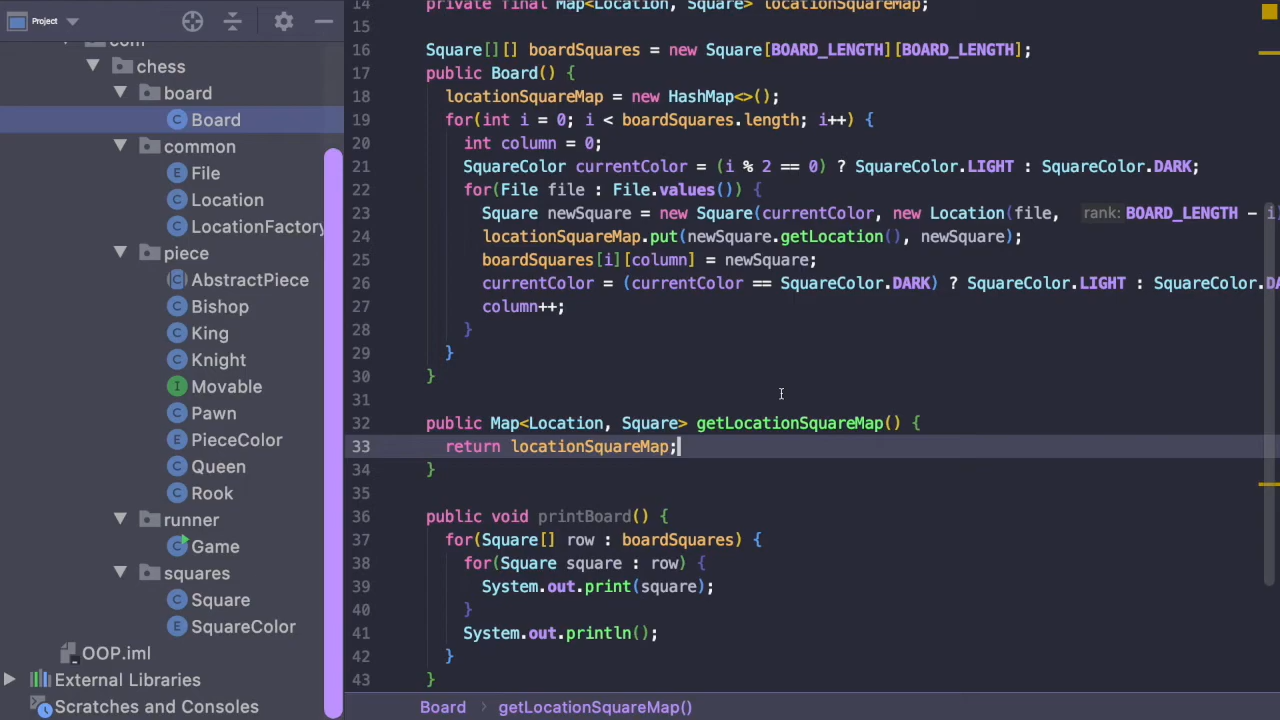 Project
com
chess
board
Board
common
File
Location
LocationFactory
piece
AbstractPiece
Bishop
King
Knight
Movable
Pawn
PieceColor
Queen
Rook
runner
Game
squares
Square
SquareColor
OOP.iml
External Libraries
Scratches and Consoles
14 private final Map<Location, Square> locationSquareMap;
15
16 Square[][] boardSquares = new Square[BOARD_LENGTH][BOARD_LENGTH];
17 public Board() {
18 locationSquareMap = new HashMap<>();
19 for(int i = 0; i < boardSquares.length; i++) {
20 int column = 0;
21 SquareColor currentColor = (i % 2 == 0) ? SquareColor.LIGHT : SquareColor.DARK;
22 for(File file : File.values()) {
23 Square newSquare = new Square(currentColor, new Location(file, rank: BOARD_LENGTH - i
24 locationSquareMap.put(newSquare.getLocation(), newSquare);
25 boardSquares[i][column] = newSquare;
26 currentColor = (currentColor == SquareColor.DARK) ? SquareColor.LIGHT : SquareColor.DA
27 column++;
28 }
29 }
30 }
31
32 public Map<Location, Square> getLocationSquareMap() {
33 return locationSquareMap;
34 }
35
36 public void printBoard() {
37 for(Square[] row : boardSquares) {
38 for(Square square : row) {
39 System.out.print(square);
40 }
41 System.out.println();
42 }
43 }
Board › getLocationSquareMap()